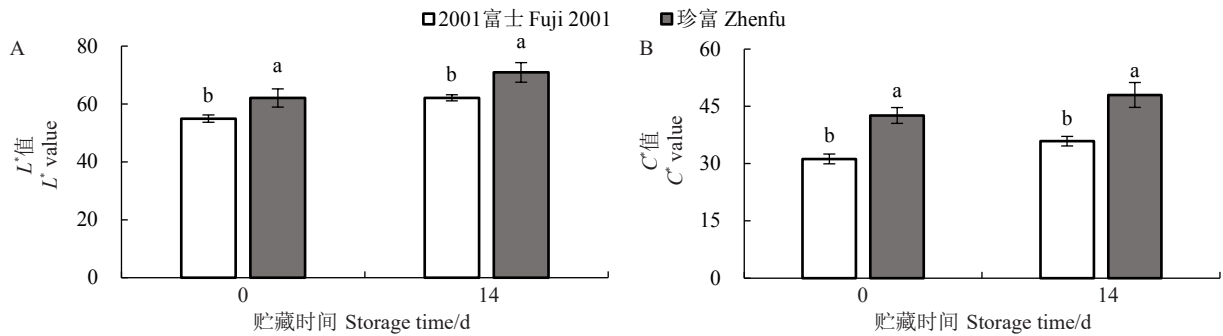 2001富士 Fuji 2001 珍富 Zhenfu
A
80
60
40
20
0
L*值
L* value
b
a
b
a
0 14
贮藏时间 Storage time/d
B
60
45
30
15
0
C*值
C* value
b
a
b
a
0 14
贮藏时间 Storage time/d